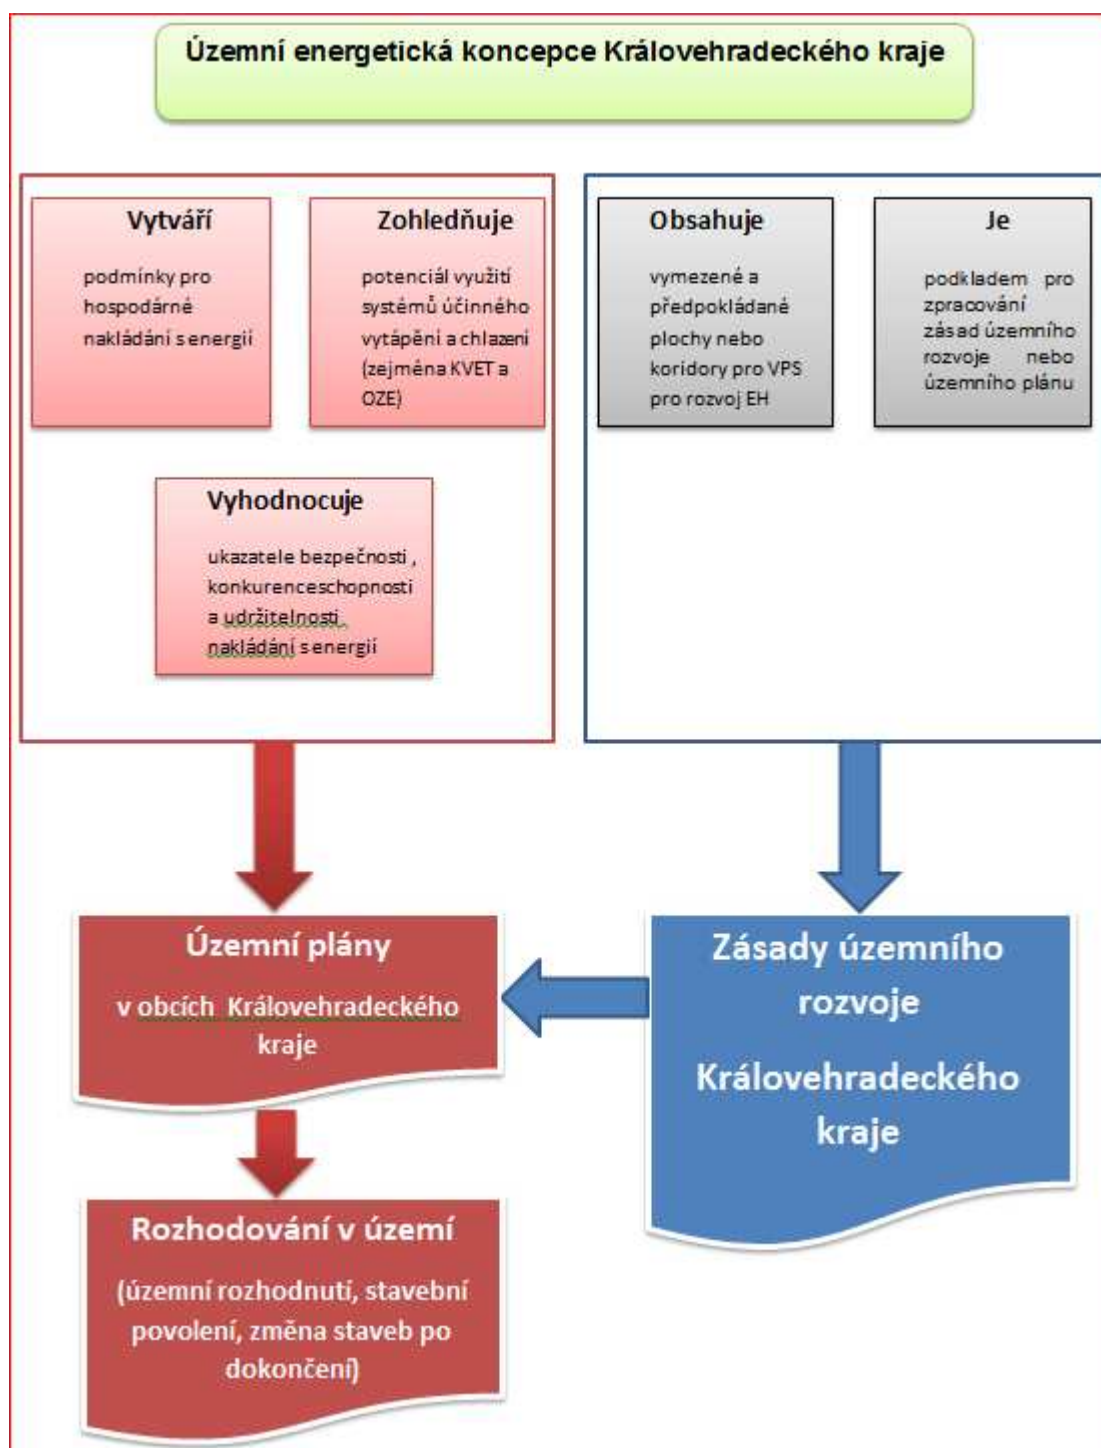 Územní energetická koncepce Královehradeckého kraje
Vytváří
podmínky pro
hospodárné
nakládání s energií
Zohledňuje
potenciál využití
systémů účinného
vytápění a chlazení
(zejména KVET a
OZE)
Obsahuje
vymezené a
předpokládané
plochy nebo
koridory pro VPS
pro rozvoj EH
Je
podkladem pro
zpracování
zásad územního
rozvoje nebo
územního plánu
Vyhodnocuje
ukazatele bezpečnosti ,
konkurenceschopnosti
a udržitelnosti
nakládání s energií
Územní plány
v obcích Královehradeckého
kraje
Zásady územního
rozvoje
Královehradeckého
kraje
Rozhodování v území
(územní rozhodnutí, stavební
povolení, změna staveb po
dokončení)